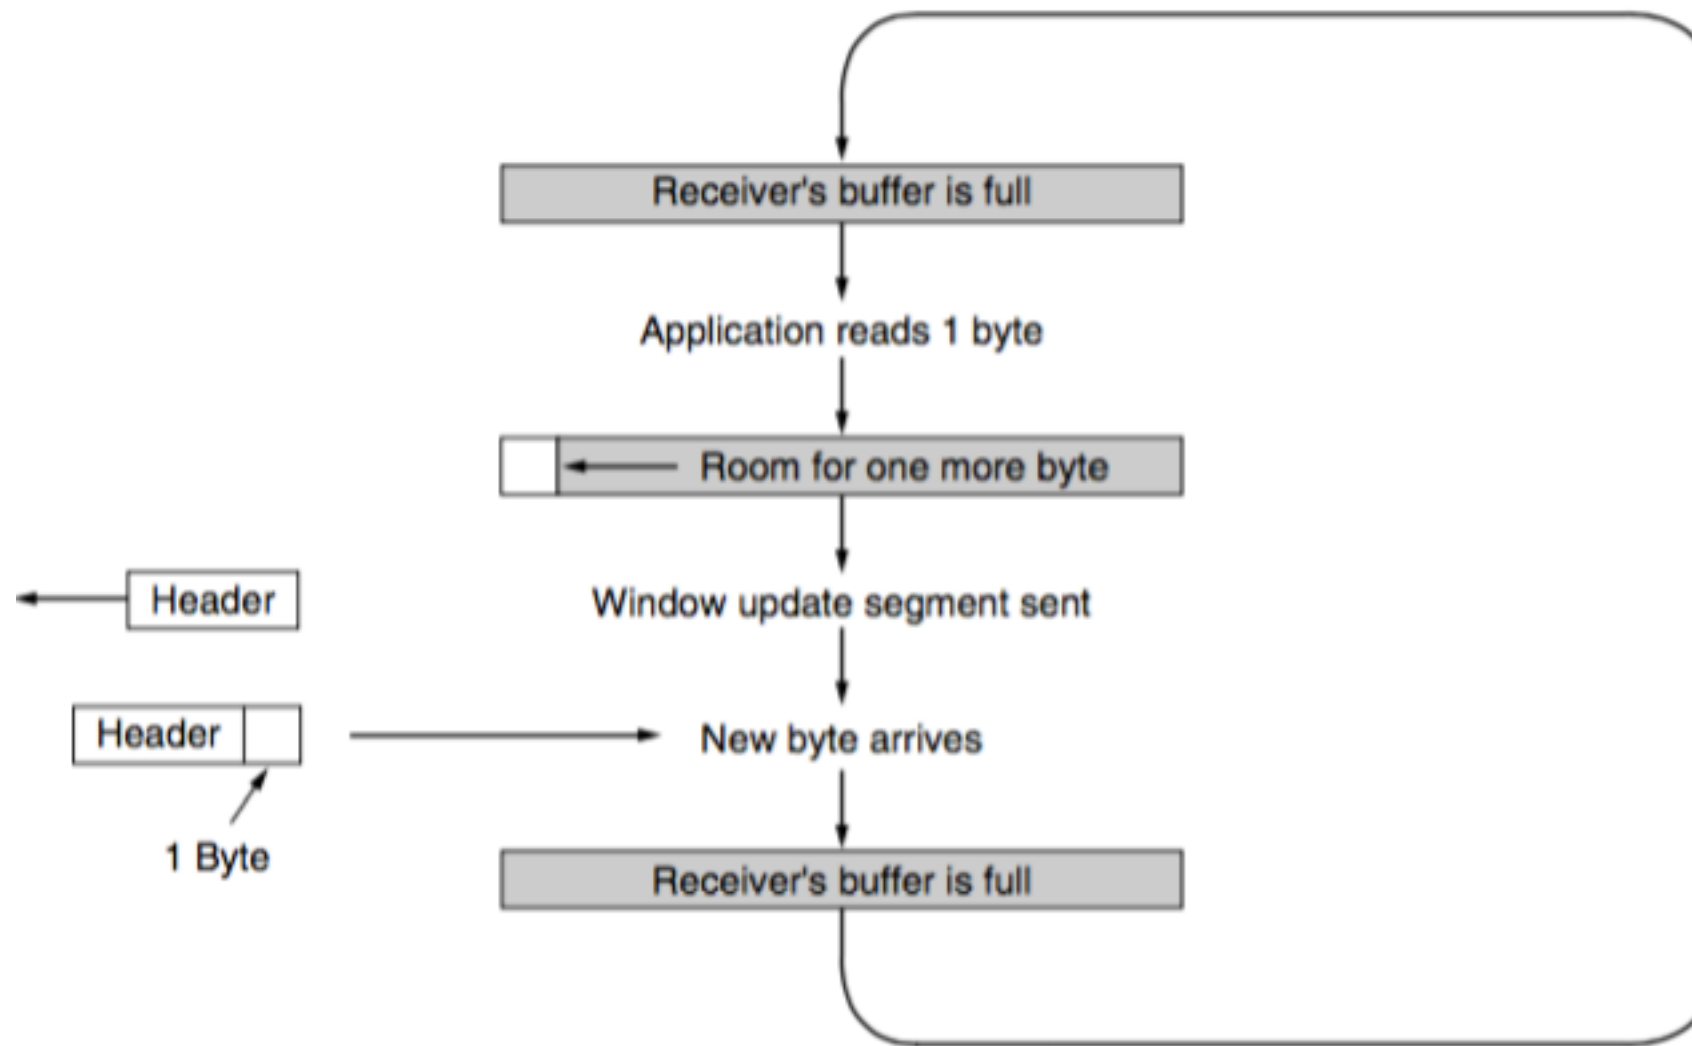 Receiver's buffer is full
Application reads 1 byte
Room for one more byte
Header
Window update segment sent
Header
New byte arrives
1 Byte
Receiver's buffer is full